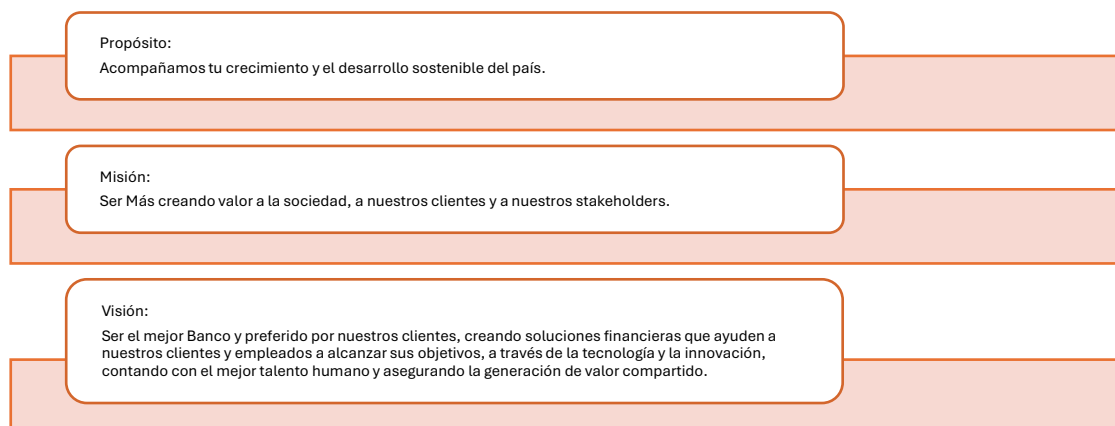 Propósito:
Acompañamos tu crecimiento y el desarrollo sostenible del país.
Misión:
Ser Más creando valor a la sociedad, a nuestros clientes y a nuestros stakeholders.
Visión:
Ser el mejor Banco y preferido por nuestros clientes, creando soluciones financieras que ayuden a
nuestros clientes y empleados a alcanzar sus objetivos, a través de la tecnología y la innovación,
contando con el mejor talento humano y asegurando la generación de valor compartido.